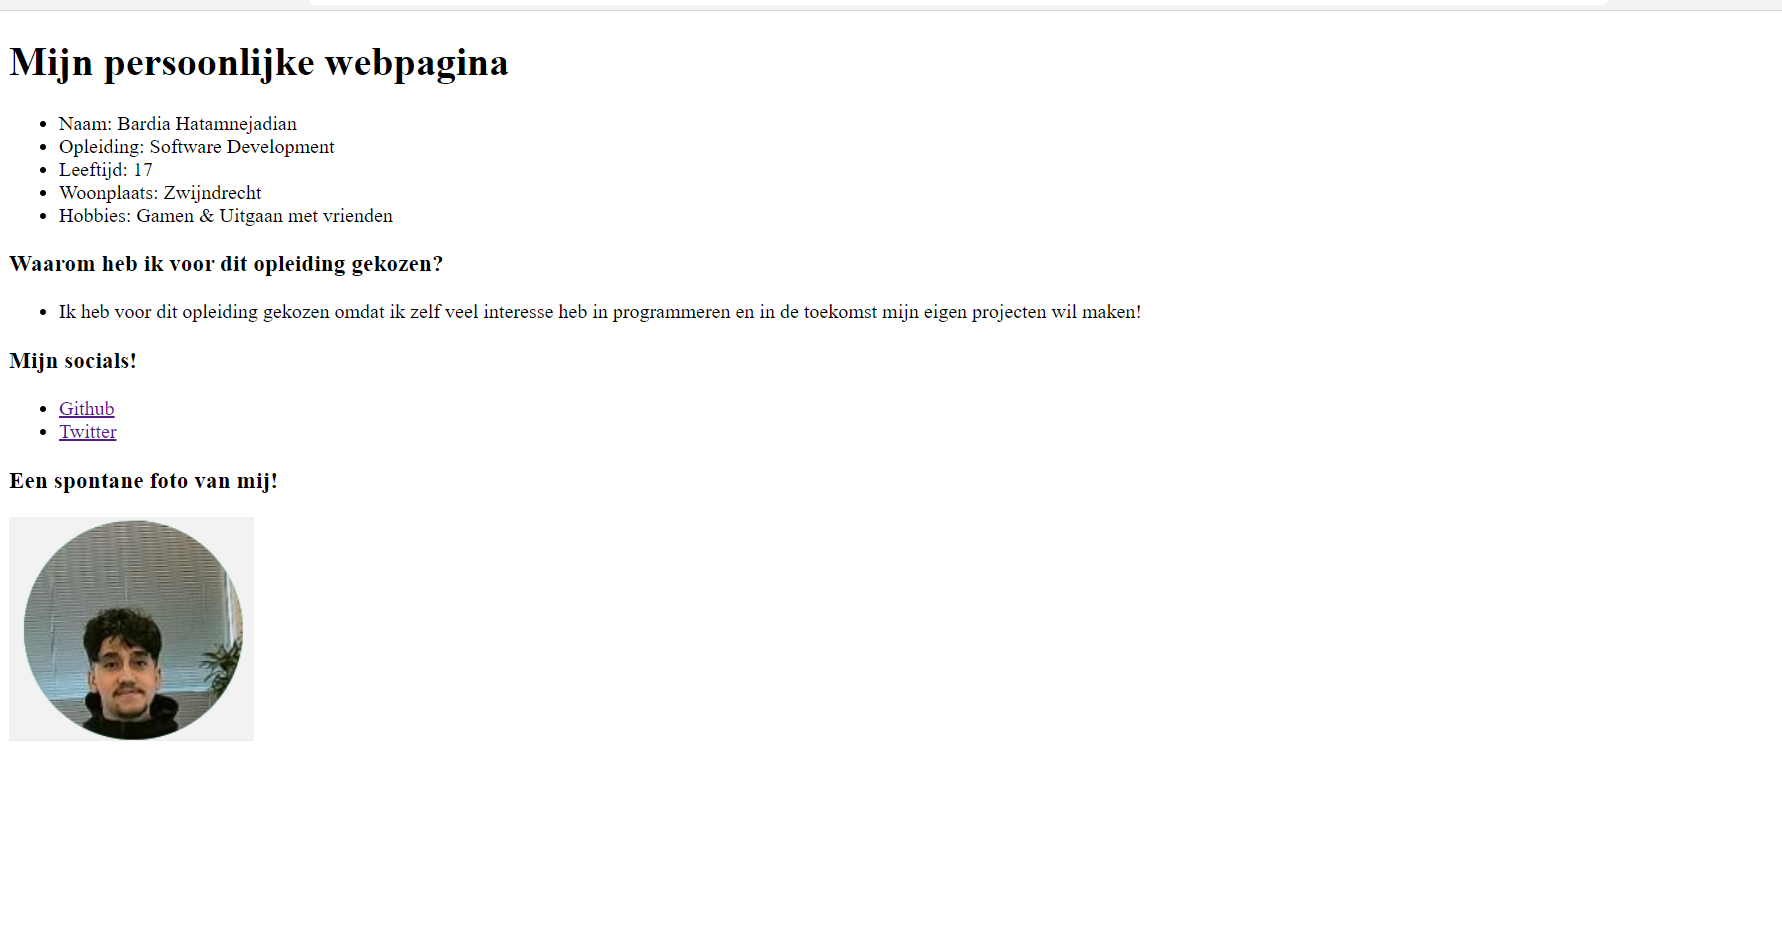 Mijn persoonlijke webpagina
Naam: Bardia Hatamnejadian
Opleiding: Software Development
Leeftijd: 17
Woonplaats: Zwijndrecht
Hobbies: Gamen & Uitgaan met vrienden
Waarom heb ik voor dit opleiding gekozen?
Ik heb voor dit opleiding gekozen omdat ik zelf veel interesse heb in programmeren en in de toekomst mijn eigen projecten wil maken!
Mijn socials!
Github
Twitter
Een spontane foto van mij!